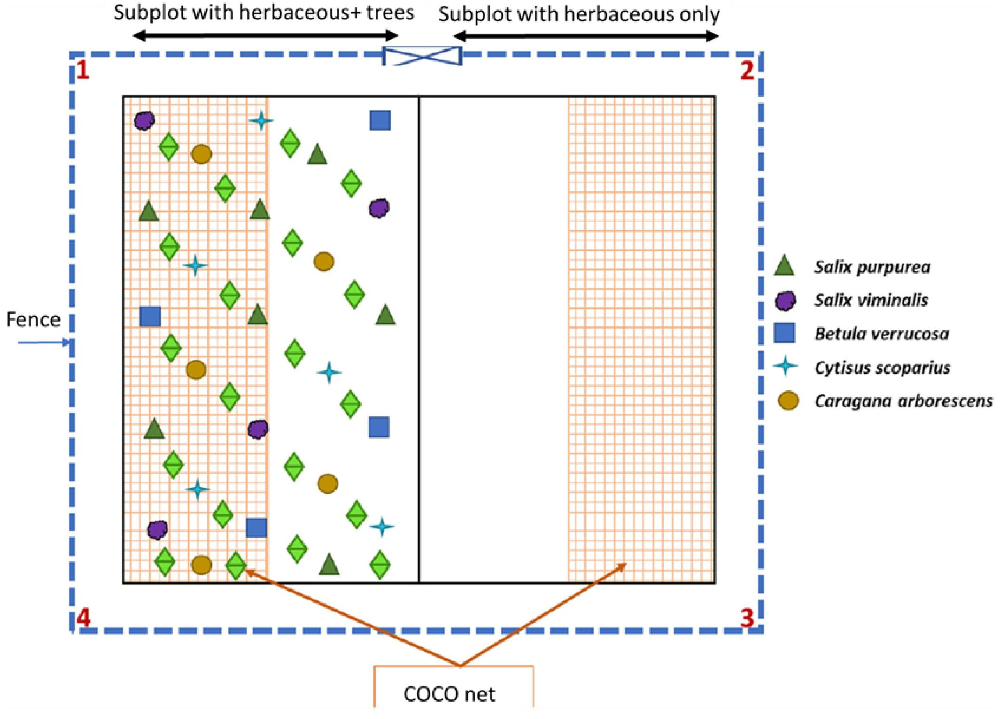 Subplot with herbaceous+ trees
Subplot with herbaceous only
1
2
Salix purpurea
Salix viminalis
Fence
Betula verrucosa
Cytisus scoparius
Caragana arborescens
4
3
COCO net